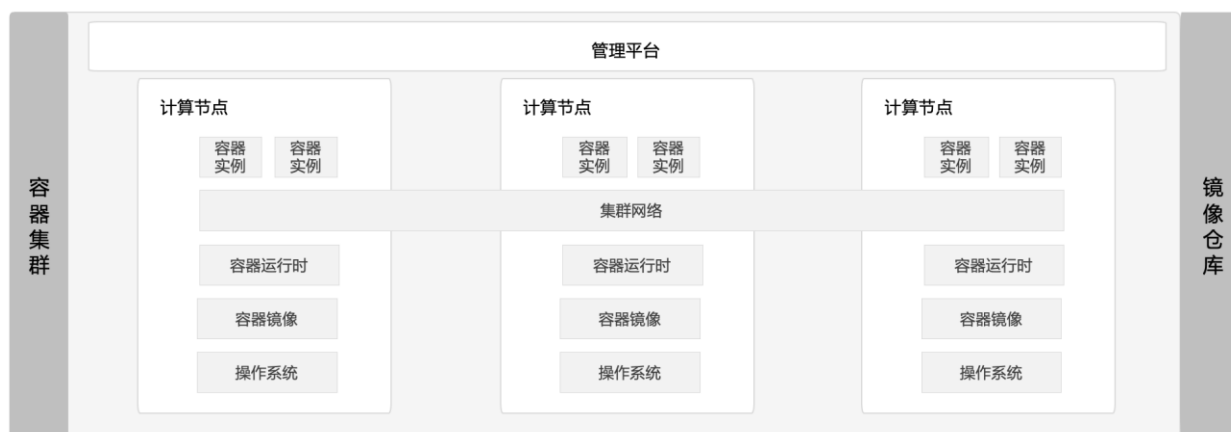 管理平台
容器集群
计算节点
容器
实例
容器
实例
容器运行时
容器镜像
操作系统
计算节点
容器
实例
容器
实例
集群网络
容器运行时
容器镜像
操作系统
计算节点
容器
实例
容器
实例
容器运行时
容器镜像
操作系统
镜像仓库